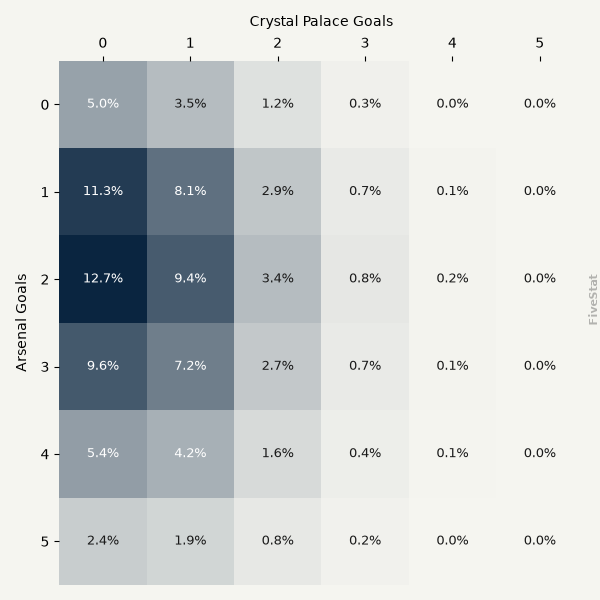 Crystal Palace Goals
0 1 2 3 4 5
0 5.0% 3.5% 1.2% 0.3% 0.0% 0.0%
1 11.3% 8.1% 2.9% 0.7% 0.1% 0.0%
2 12.7% 9.4% 3.4% 0.8% 0.2% 0.0%
3 9.6% 7.2% 2.7% 0.7% 0.1% 0.0%
4 5.4% 4.2% 1.6% 0.4% 0.1% 0.0%
5 2.4% 1.9% 0.8% 0.2% 0.0% 0.0%
Arsenal Goals
FiveStat